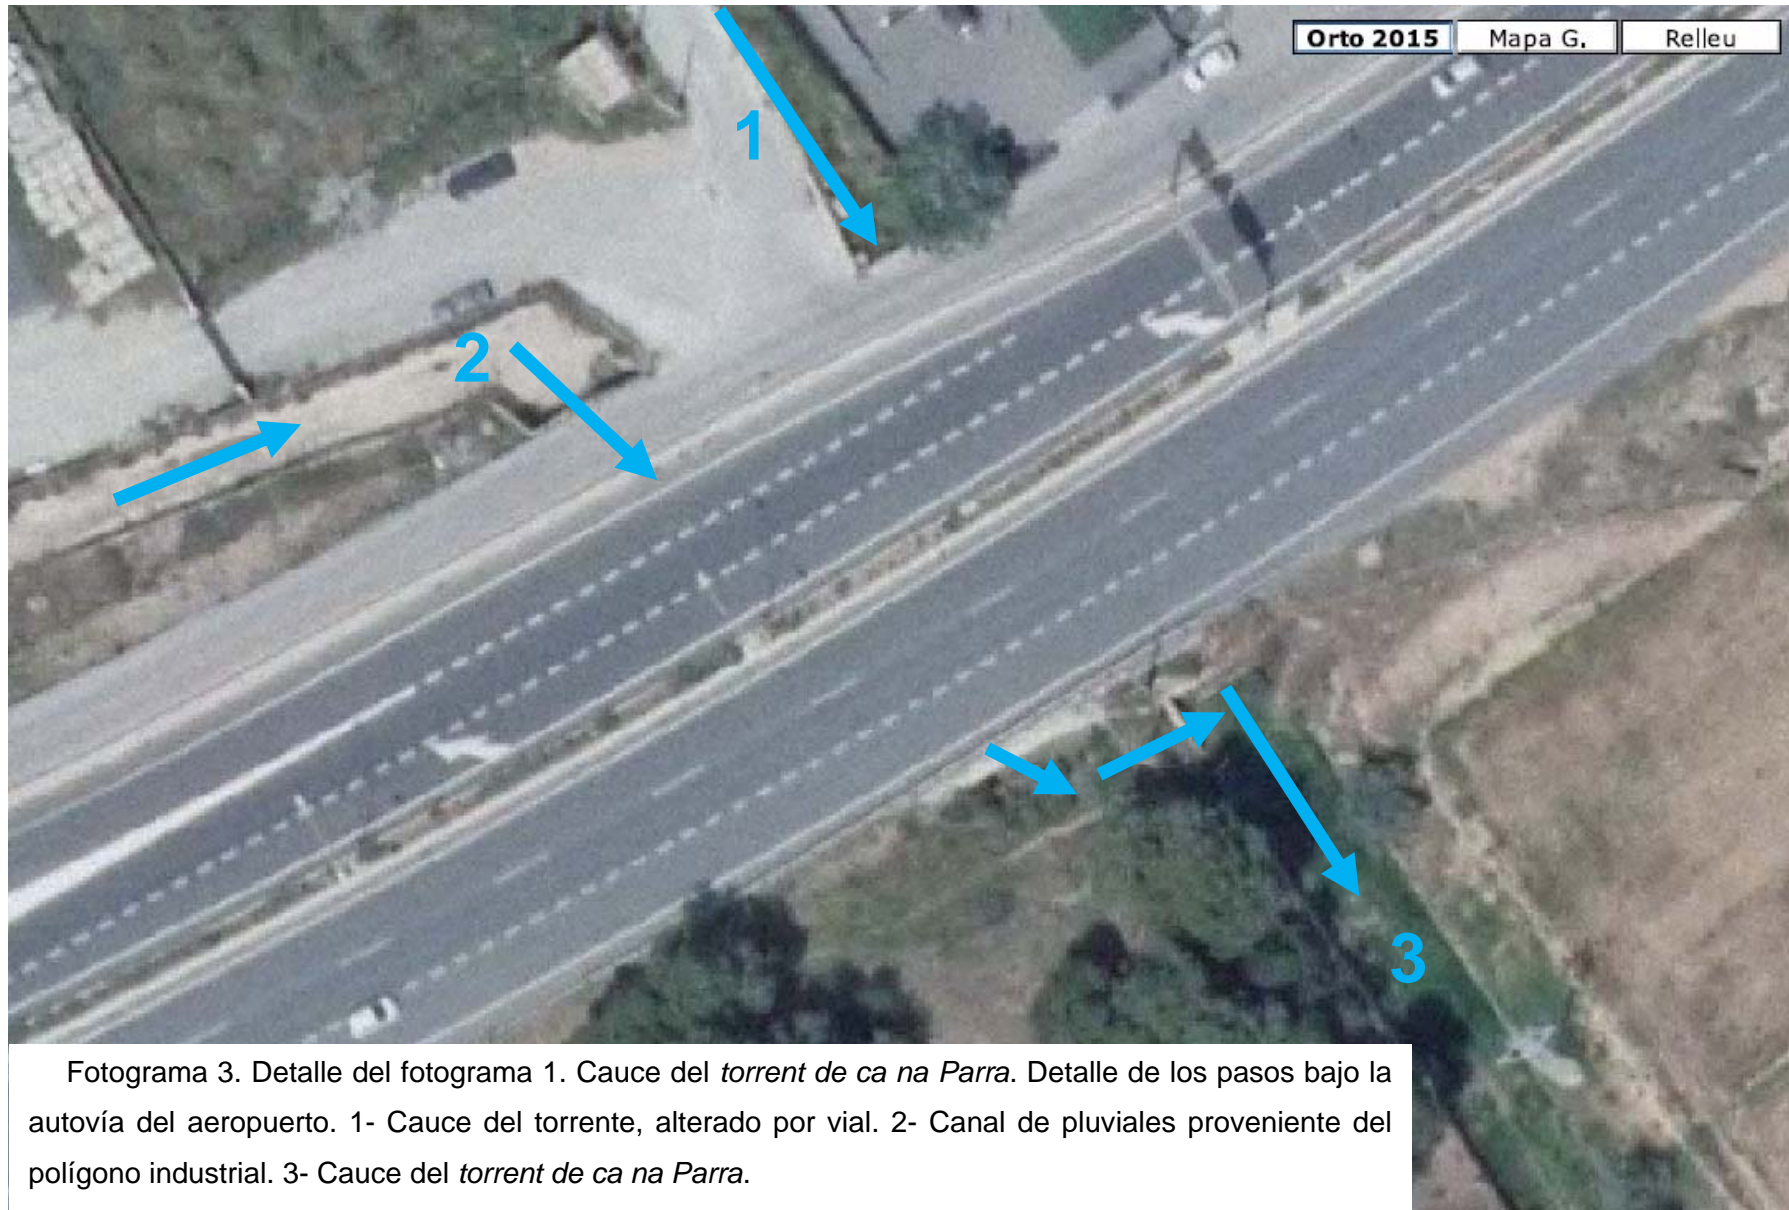 Orto 2015 Mapa G. Relleu
1
2
3
Fotograma 3. Detalle del fotograma 1. Cauce del torrent de ca na Parra. Detalle de los pasos bajo la
autovía del aeropuerto. 1- Cauce del torrente, alterado por vial. 2- Canal de pluviales proveniente del
polígono industrial. 3- Cauce del torrent de ca na Parra.